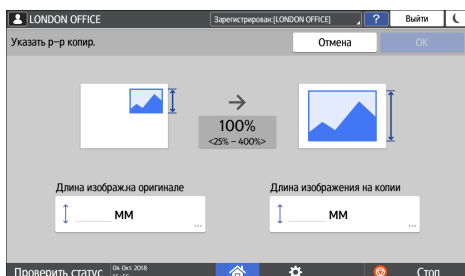 LONDON OFFICE
Зарегистрирован:[LONDON OFFICE]
?
Выйти
Указать р-р копир.
Отмена
OK
100%
<25% – 400%>
Длина изображ.на оригинале
Длина изображения на копии
мм
...
мм
...
Проверить статус
04 Окт. 2018
Стоп